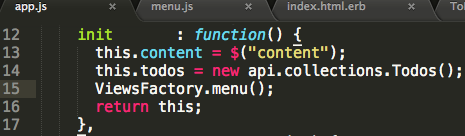 app.js menu.js index.html.erb
12 init : function() {
13 this.content = $("content");
14 this.todos = new api.collections.Todos();
15 ViewsFactory.menu();
16 return this;
17 },